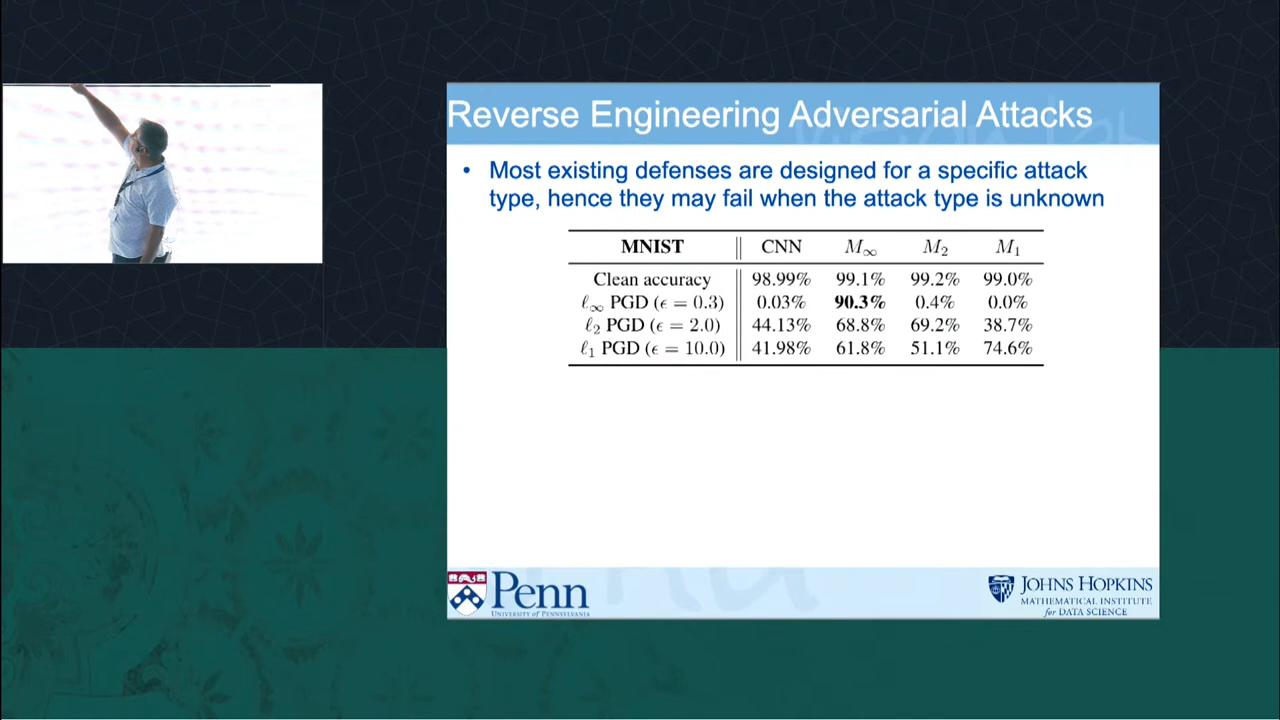 Reverse Engineering Adversarial Attacks
• Most existing defenses are designed for a specific attack
type, hence they may fail when the attack type is unknown
MNIST CNN M∞ M2 M1
Clean accuracy 98.99% 99.1% 99.2% 99.0%
ℓ∞ PGD (ϵ = 0.3) 0.03% 90.3% 0.4% 0.0%
ℓ2 PGD (ϵ = 2.0) 44.13% 68.8% 69.2% 38.7%
ℓ1 PGD (ϵ = 10.0) 41.98% 61.8% 51.1% 74.6%
Penn
UNIVERSITY OF PENNSYLVANIA
JOHNS HOPKINS
MATHEMATICAL INSTITUTE
for DATA SCIENCE